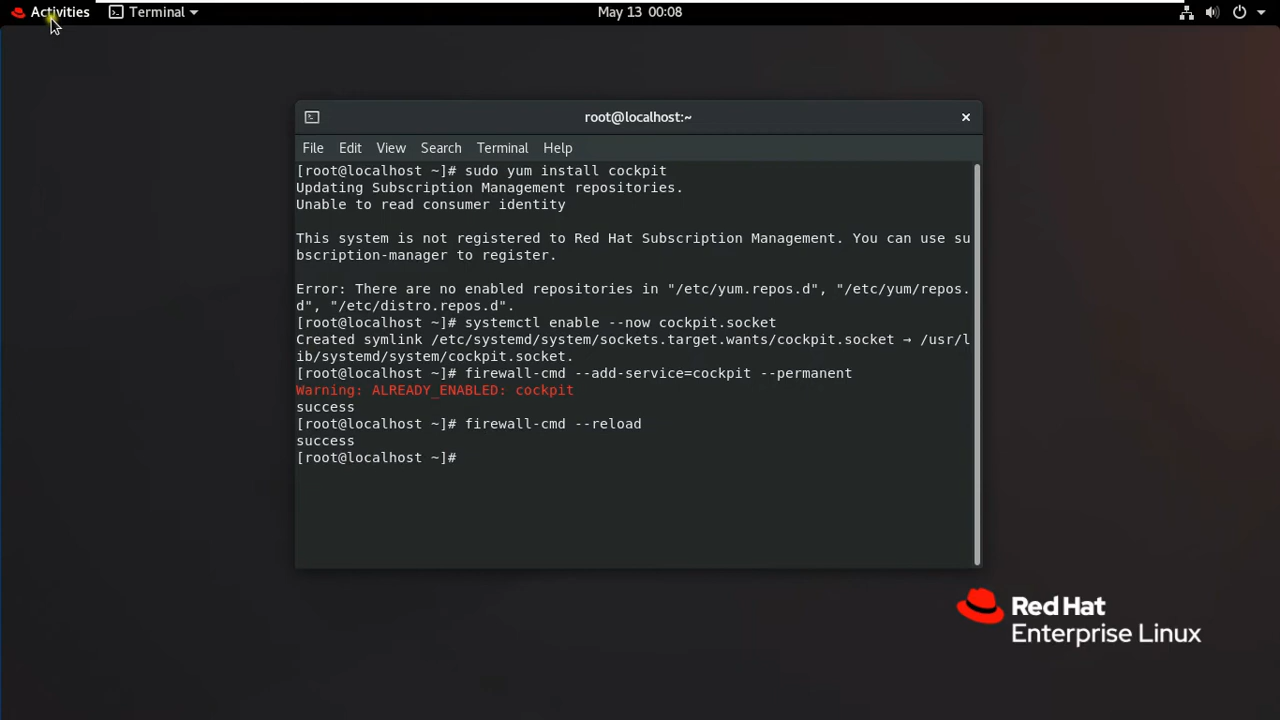 Activities Terminal May 13 00:08
root@localhost:~
File Edit View Search Terminal Help
[root@localhost ~]# sudo yum install cockpit
Updating Subscription Management repositories.
Unable to read consumer identity
This system is not registered to Red Hat Subscription Management. You can use su
bscription-manager to register.
Error: There are no enabled repositories in "/etc/yum.repos.d", "/etc/yum/repos.
d", "/etc/distro.repos.d".
[root@localhost ~]# systemctl enable --now cockpit.socket
Created symlink /etc/systemd/system/sockets.target.wants/cockpit.socket → /usr/l
ib/systemd/system/cockpit.socket.
[root@localhost ~]# firewall-cmd --add-service=cockpit --permanent
Warning: ALREADY_ENABLED: cockpit
success
[root@localhost ~]# firewall-cmd --reload
success
[root@localhost ~]#
Red Hat
Enterprise Linux